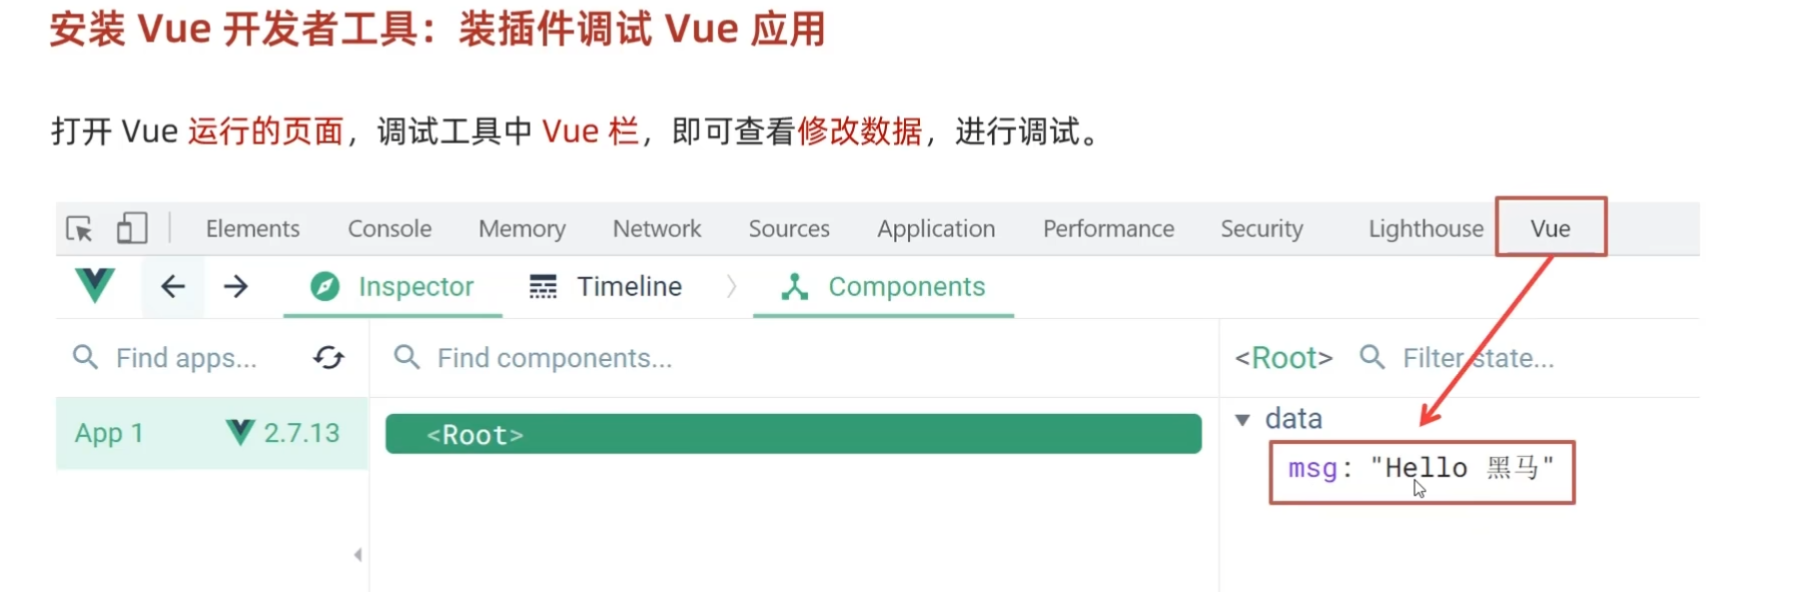 安装 Vue 开发者工具：装插件调试 Vue 应用
打开 Vue 运行的页面，调试工具中 Vue 栏，即可查看修改数据，进行调试。
Elements Console Memory Network Sources Application Performance Security Lighthouse Vue
Inspector Timeline Components
Find apps... Find components... <Root> Filter state...
App 1 2.7.13 <Root> data
msg: "Hello 黑马"